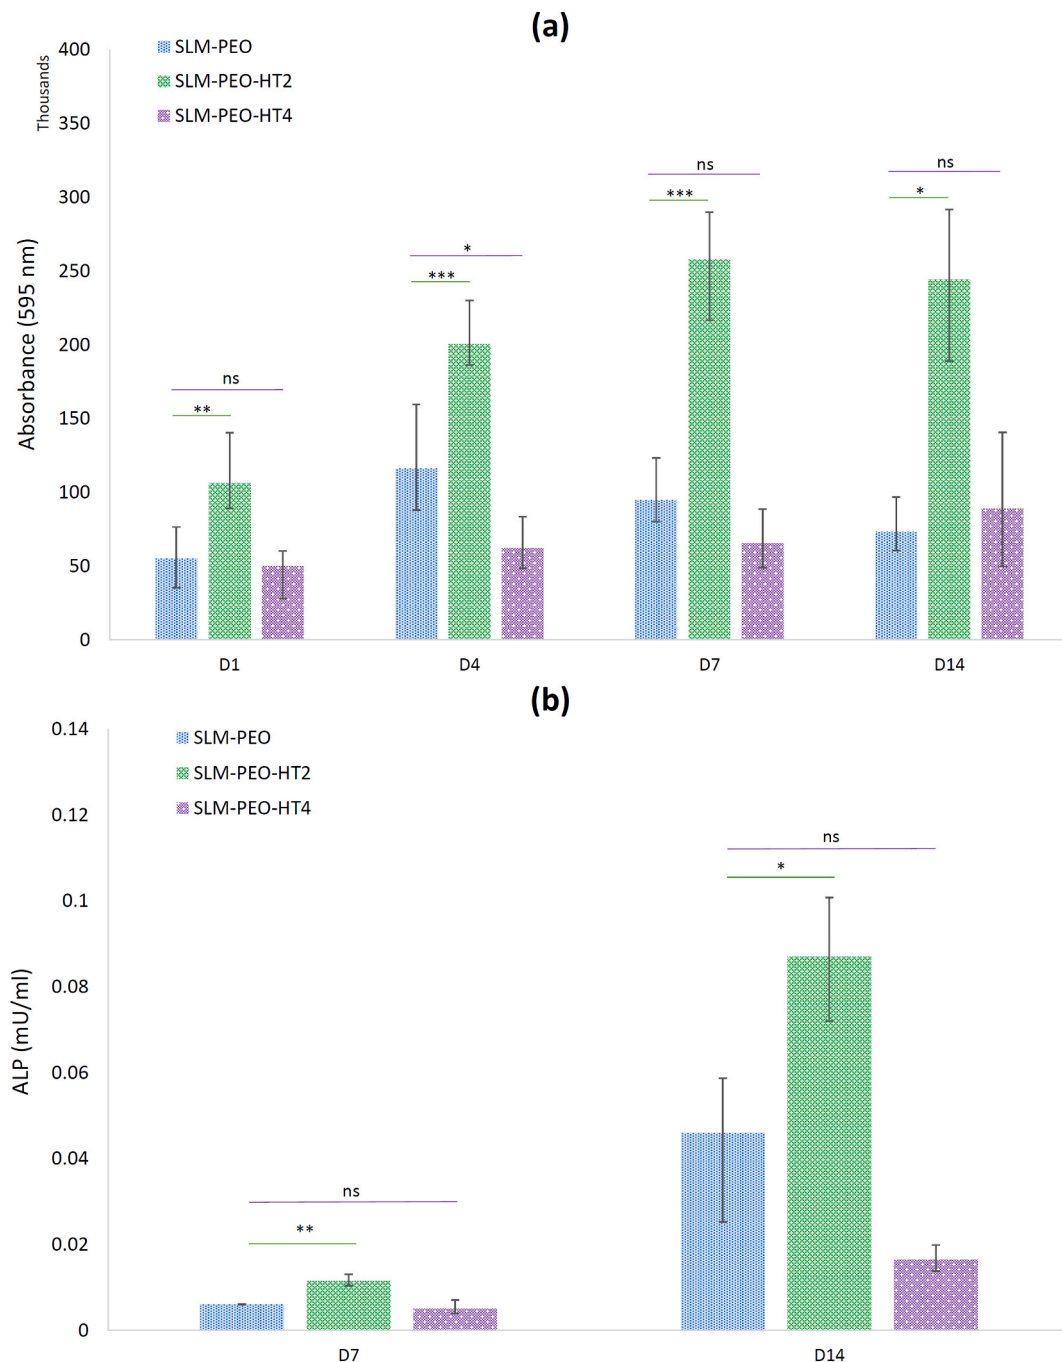 (a)
400
Thousands
SLM-PEO
SLM-PEO-HT2
SLM-PEO-HT4
350
300
250
200
150
100
50
0
Absorbance (595 nm)
ns
**
*
***
ns
***
ns
*
D1
D4
D7
D14
(b)
0.14
SLM-PEO
SLM-PEO-HT2
SLM-PEO-HT4
0.12
0.1
0.08
0.06
0.04
0.02
0
ALP (mU/ml)
ns
**
ns
*
D7
D14